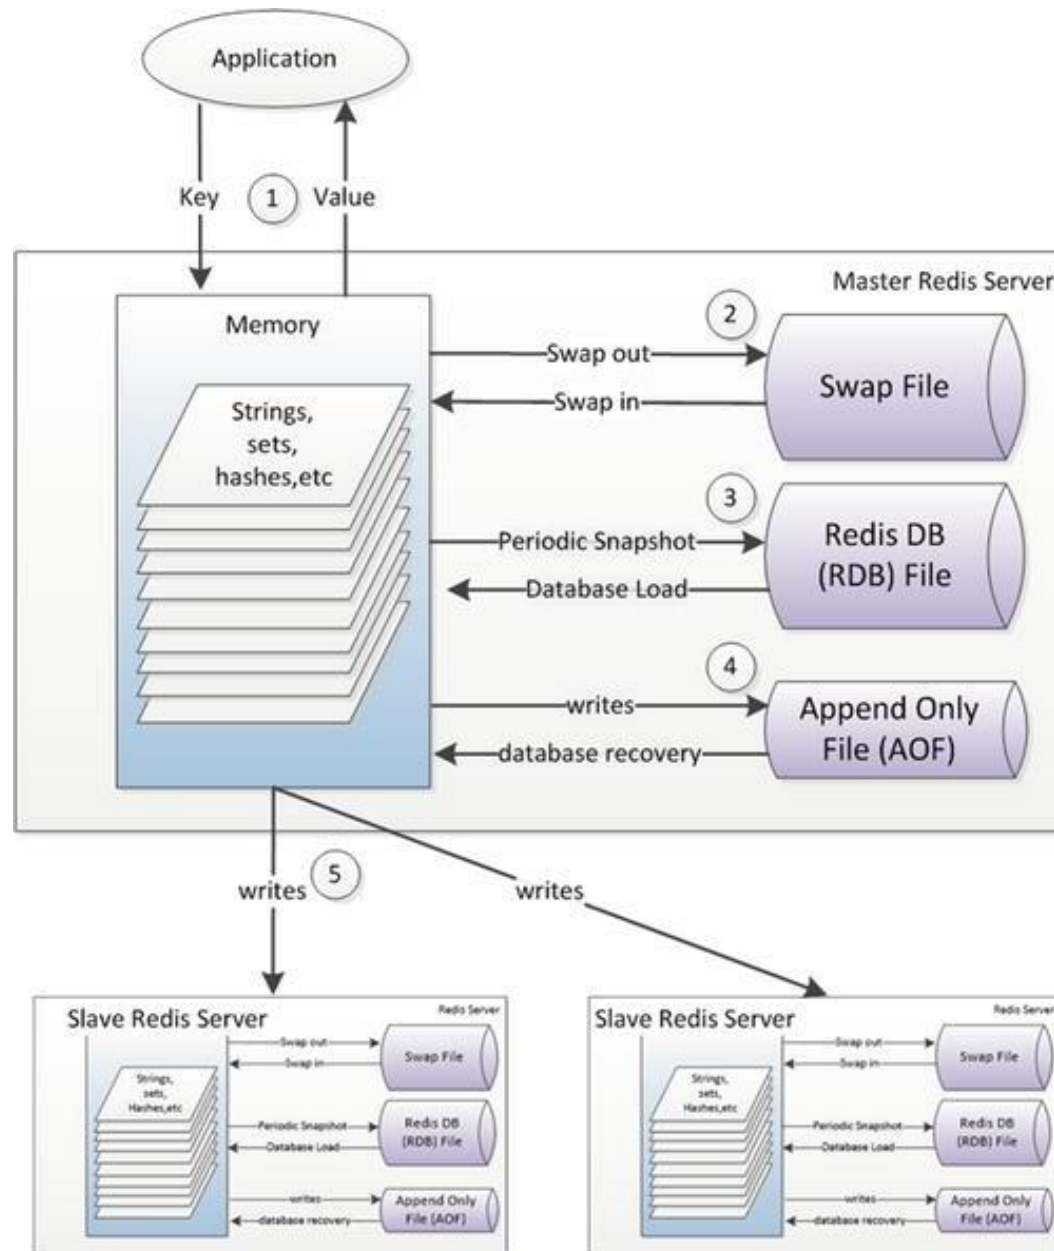 Application
Key
1
Value
Master Redis Server
Memory
2
Swap out
Swap in
Swap File
Strings,
sets,
hashes,etc
3
Periodic Snapshot
Database Load
Redis DB
(RDB) File
4
writes
database recovery
Append Only
File (AOF)
5
writes
writes
Slave Redis Server
Redis Server
Swap out
Swap in
Swap File
Strings,
sets,
Hashes,etc
Periodic Snapshot
Database Load
Redis DB
(RDB) File
writes
database recovery
Append Only
File (AOF)
Slave Redis Server
Redis Server
Swap out
Swap in
Swap File
Strings,
sets,
Hashes,etc
Periodic Snapshot
Database Load
Redis DB
(RDB) File
writes
database recovery
Append Only
File (AOF)